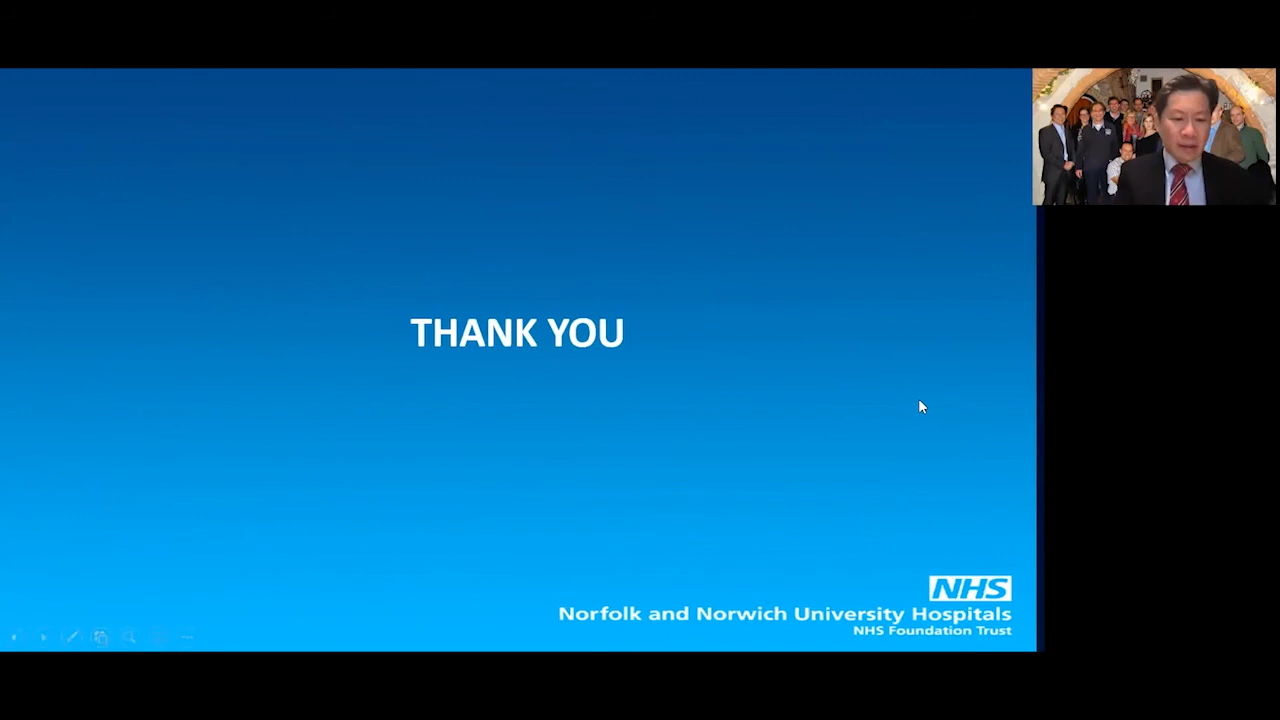 THANK YOU
NHS
Norfolk and Norwich University Hospitals
NHS Foundation Trust